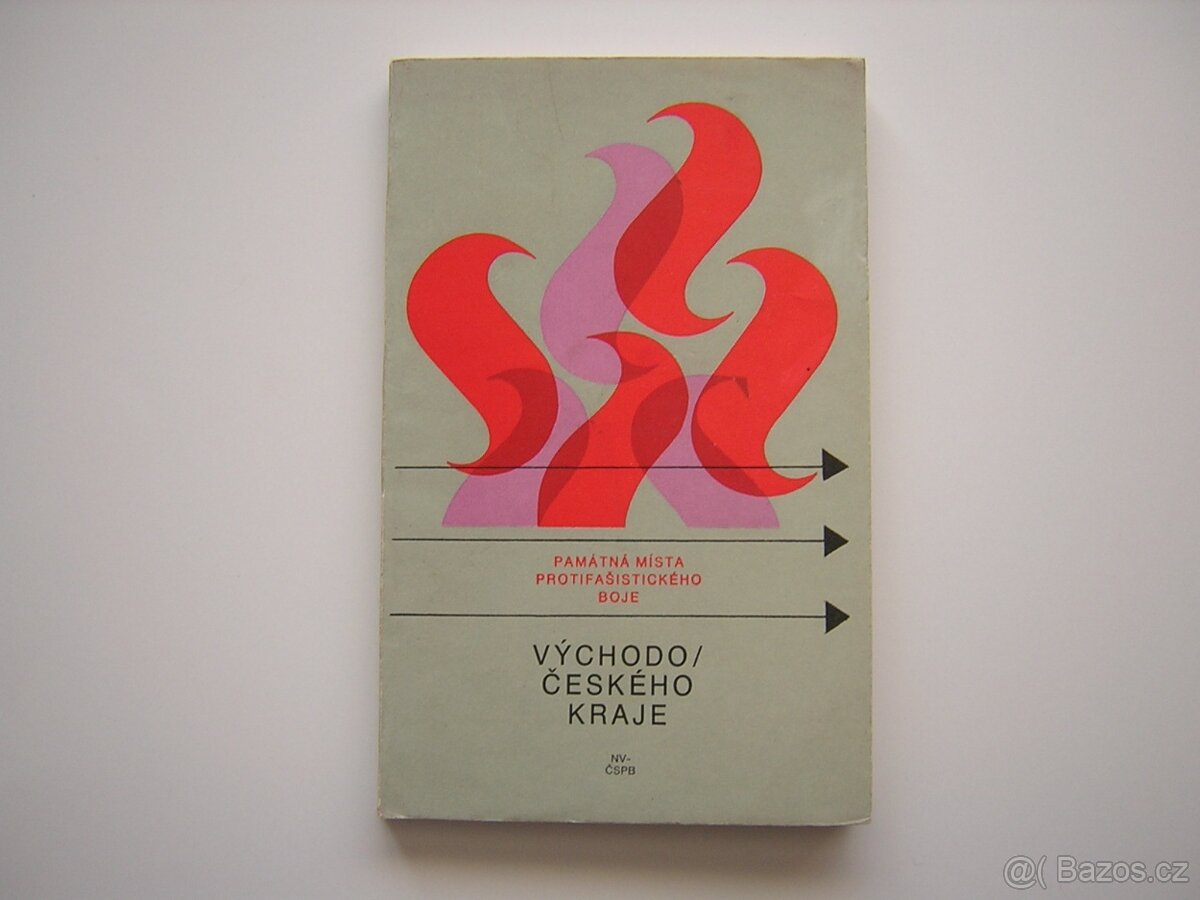 PAMÁTNÁ MÍSTA
PROTIFAŠISTICKÉHO
BOJE
VÝCHODO/
ČESKÉHO
KRAJE
NV-
ČSPB
@( Bazos.cz